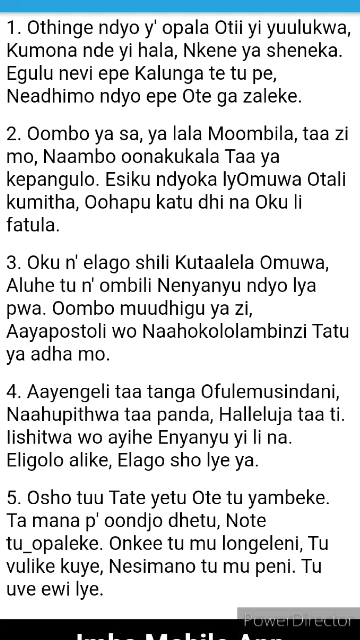 1. Othinge ndyo y' opala Otii yi yuulukwa,
Kumona nde yi hala, Nkene ya sheneka.
Egulu nevi epe Kalunga te tu pe,
Neadhimo ndyo epe Ote ga zaleke.
2. Oombo ya sa, ya lala Moombila, taa zi
mo, Naambo oonakukala Taa ya
kepangulo. Esiku ndyoka lyOmuwa Otali
kumitha, Oohapu katu dhi na Oku li
fatula.
3. Oku n' elago shili Kutaalela Omuwa,
Aluhe tu n' ombili Nenyanyu ndyo lya
pwa. Oombo muudhigu ya zi,
Aayapostoli wo Naahokololambinzi Tatu
ya adha mo.
4. Aayengeli taa tanga Ofulemusindani,
Naahupithwa taa panda, Halleluja taa ti.
Iishitwa wo ayihe Enyanyu yi li na.
Eligolo alike, Elago sho lye ya.
5. Osho tuu Tate yetu Ote tu yambeke.
Ta mana p' oondjo dhetu, Note
tu_opaleke. Onkee tu mu longeleni, Tu
vulike kuye, Nesimano tu mu peni. Tu
uve ewi lye.
PowerDirector